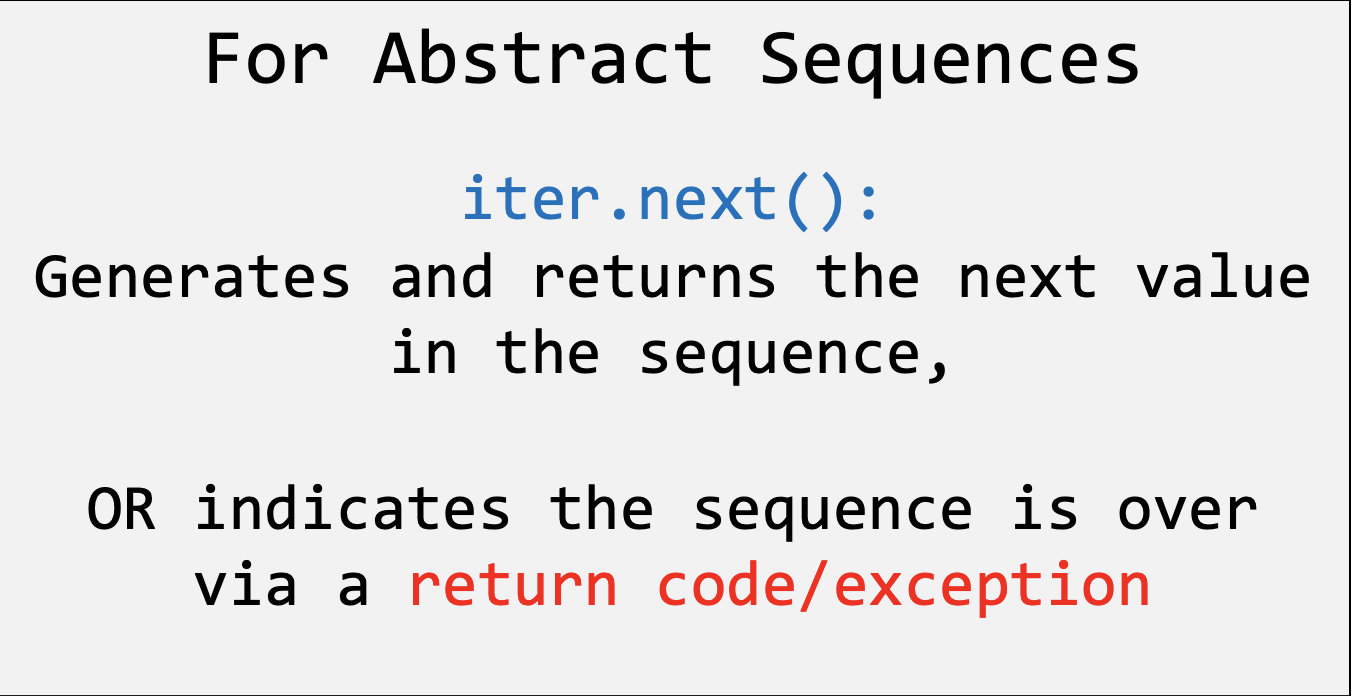 For Abstract Sequences
iter.next():
Generates and returns the next value
in the sequence,
OR indicates the sequence is over
via a return code/exception